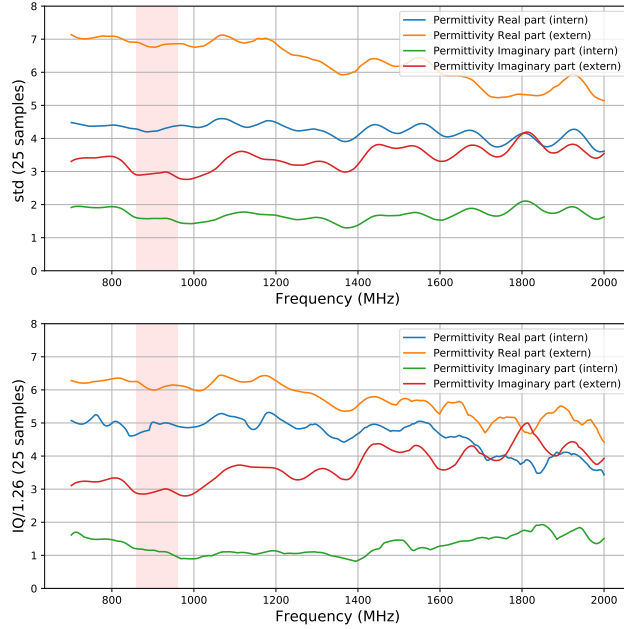 8
7
6
5
4
3
2
1
0
std (25 samples)
Permittivity Real part (intern)
Permittivity Real part (extern)
Permittivity Imaginary part (intern)
Permittivity Imaginary part (extern)
800 1000 1200 1400 1600 1800 2000
Frequency (MHz)
8
7
6
5
4
3
2
1
0
IQ/1.26 (25 samples)
Permittivity Real part (intern)
Permittivity Real part (extern)
Permittivity Imaginary part (intern)
Permittivity Imaginary part (extern)
800 1000 1200 1400 1600 1800 2000
Frequency (MHz)